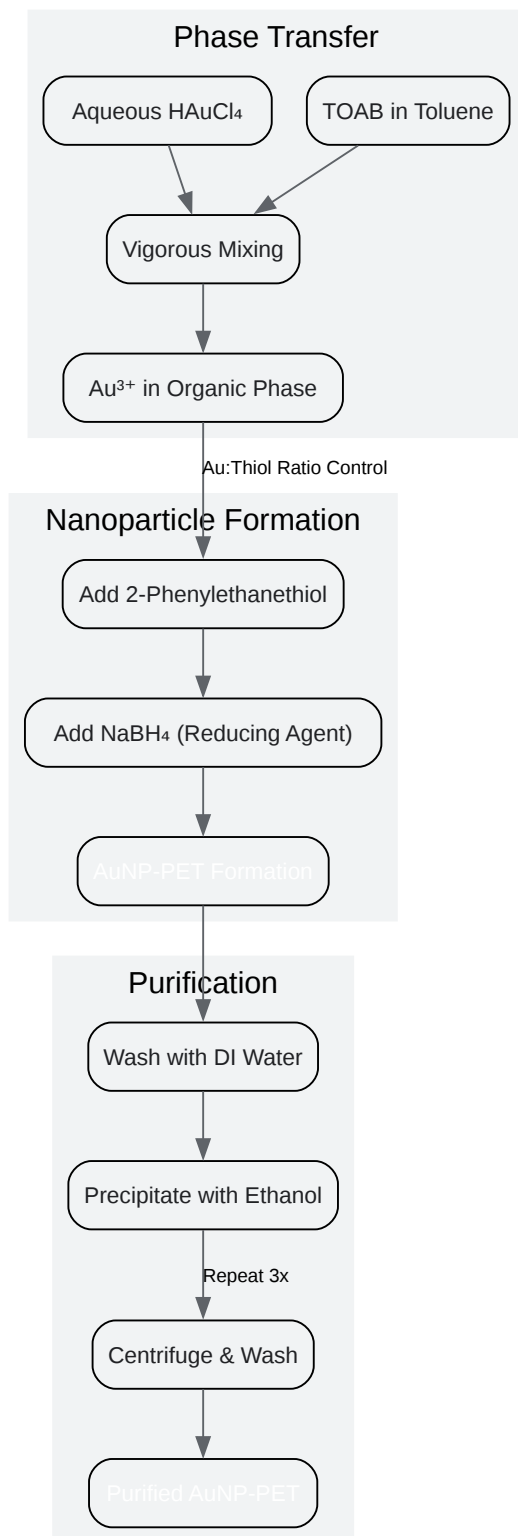 Phase Transfer
Aqueous HAuCl₄
TOAB in Toluene
Vigorous Mixing
Au³⁺ in Organic Phase
Au:Thiol Ratio Control
Nanoparticle Formation
Add 2-Phenylethanethiol
Add NaBH₄ (Reducing Agent)
AuNP-PET Formation
Purification
Wash with DI Water
Precipitate with Ethanol
Repeat 3x
Centrifuge & Wash
Purified AuNP-PET